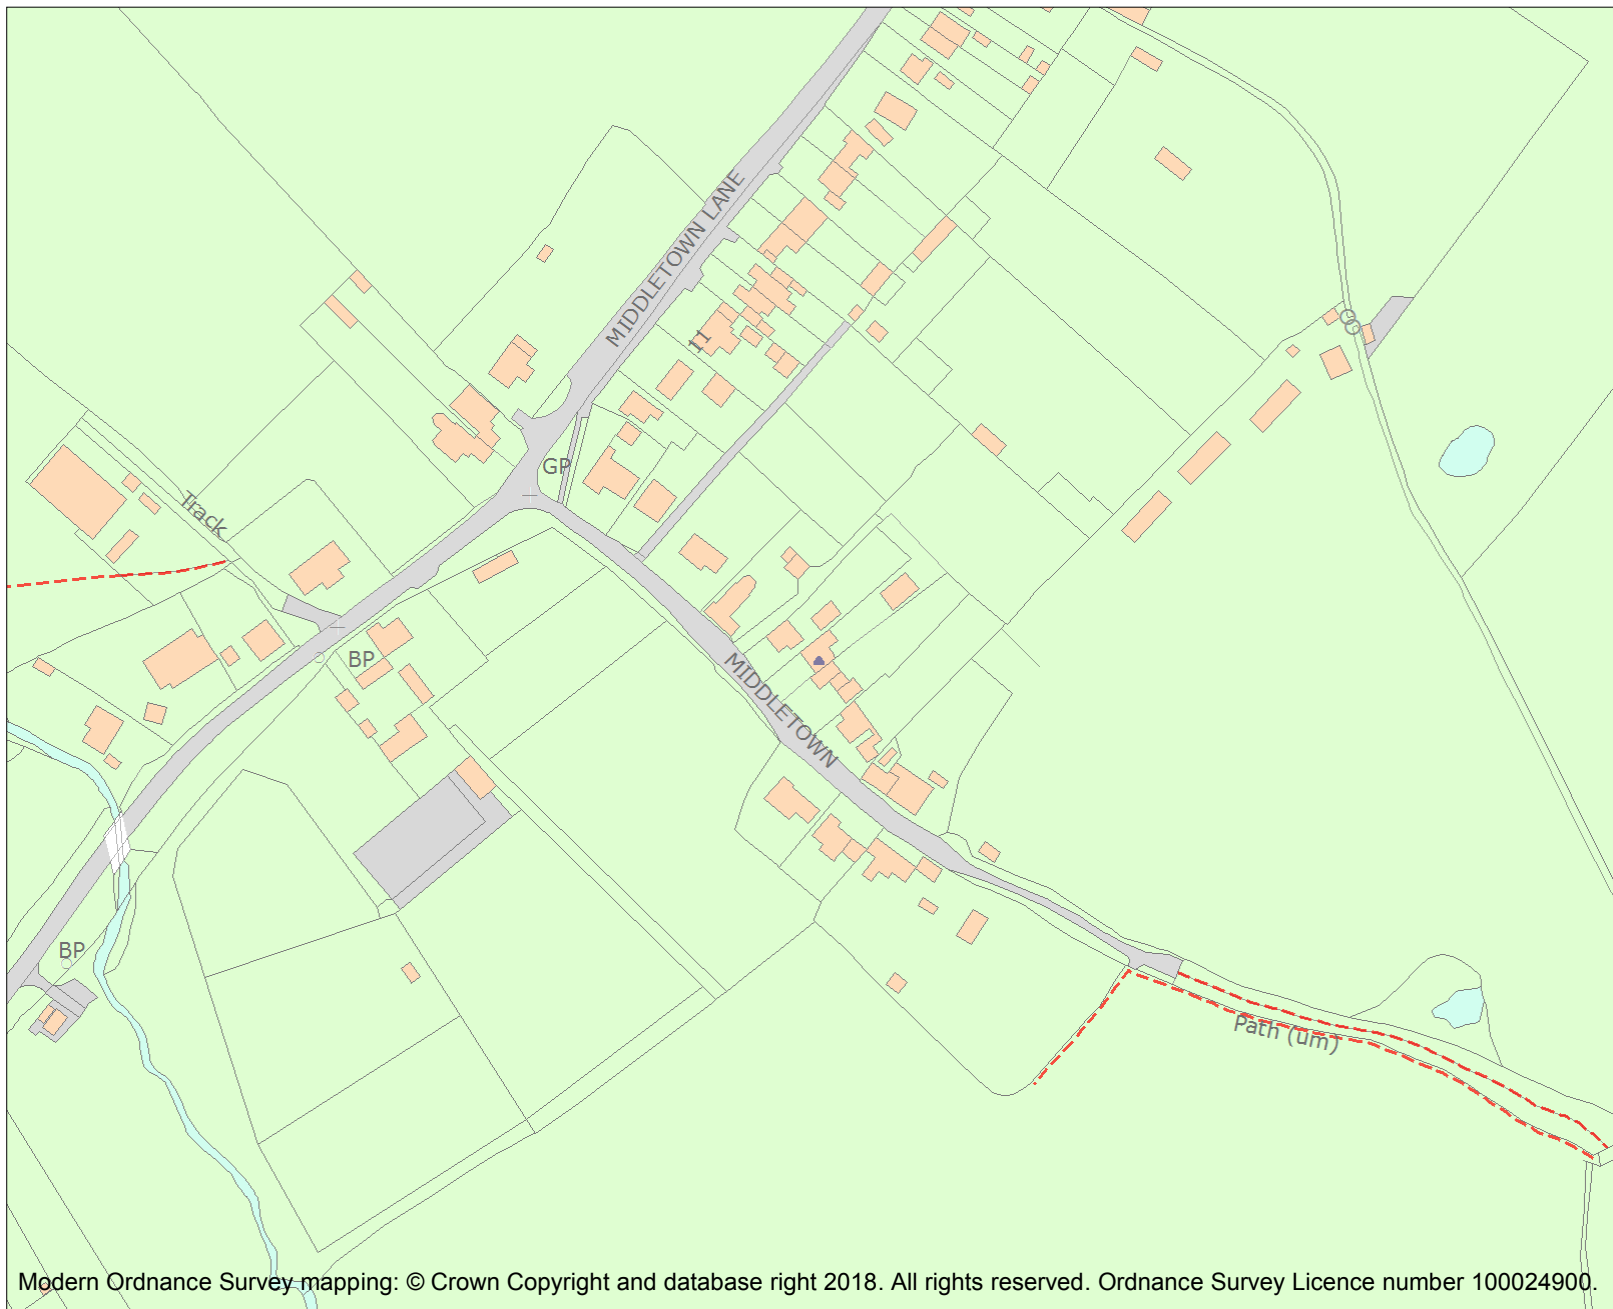 MIDDLETOWN LANE
11
GP
Track
BP
MIDDLETOWN
BP
Path (um)
Modern Ordnance Survey mapping: © Crown Copyright and database right 2018. All rights reserved. Ordnance Survey Licence number 100024900.